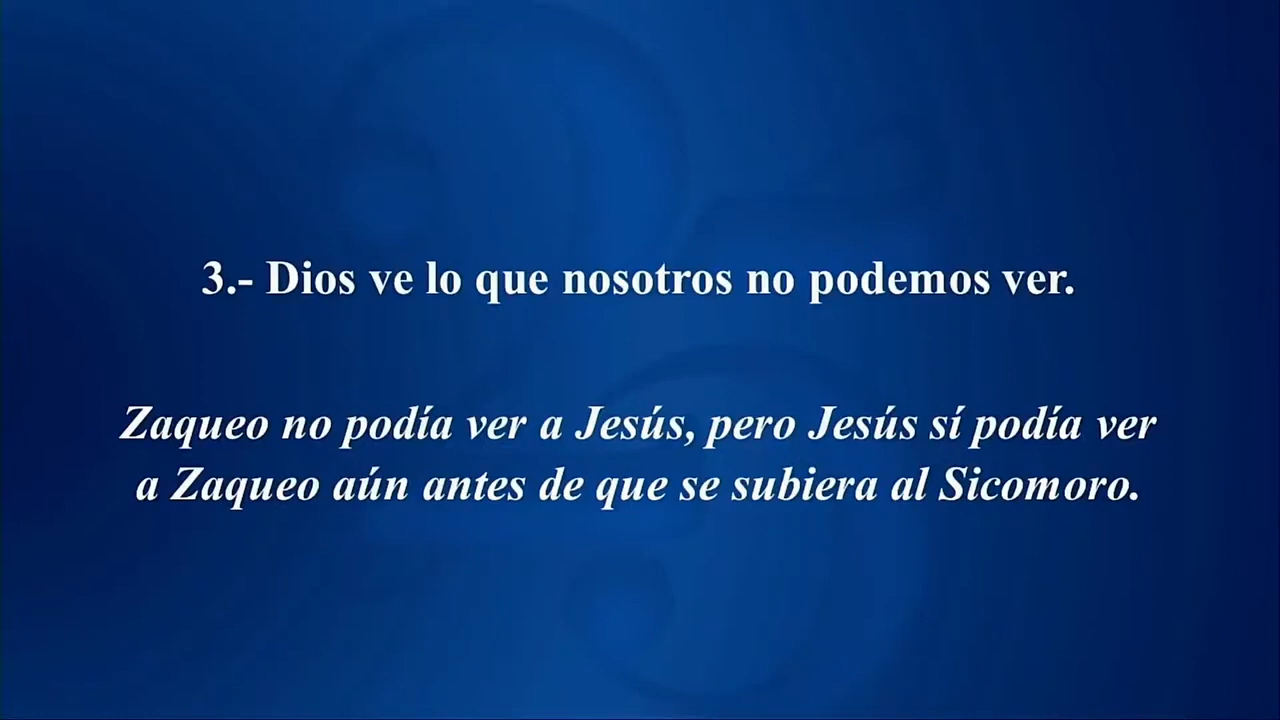 3.- Dios ve lo que nosotros no podemos ver.
Zaqueo no podía ver a Jesús, pero Jesús sí podía ver
a Zaqueo aún antes de que se subiera al Sicomoro.